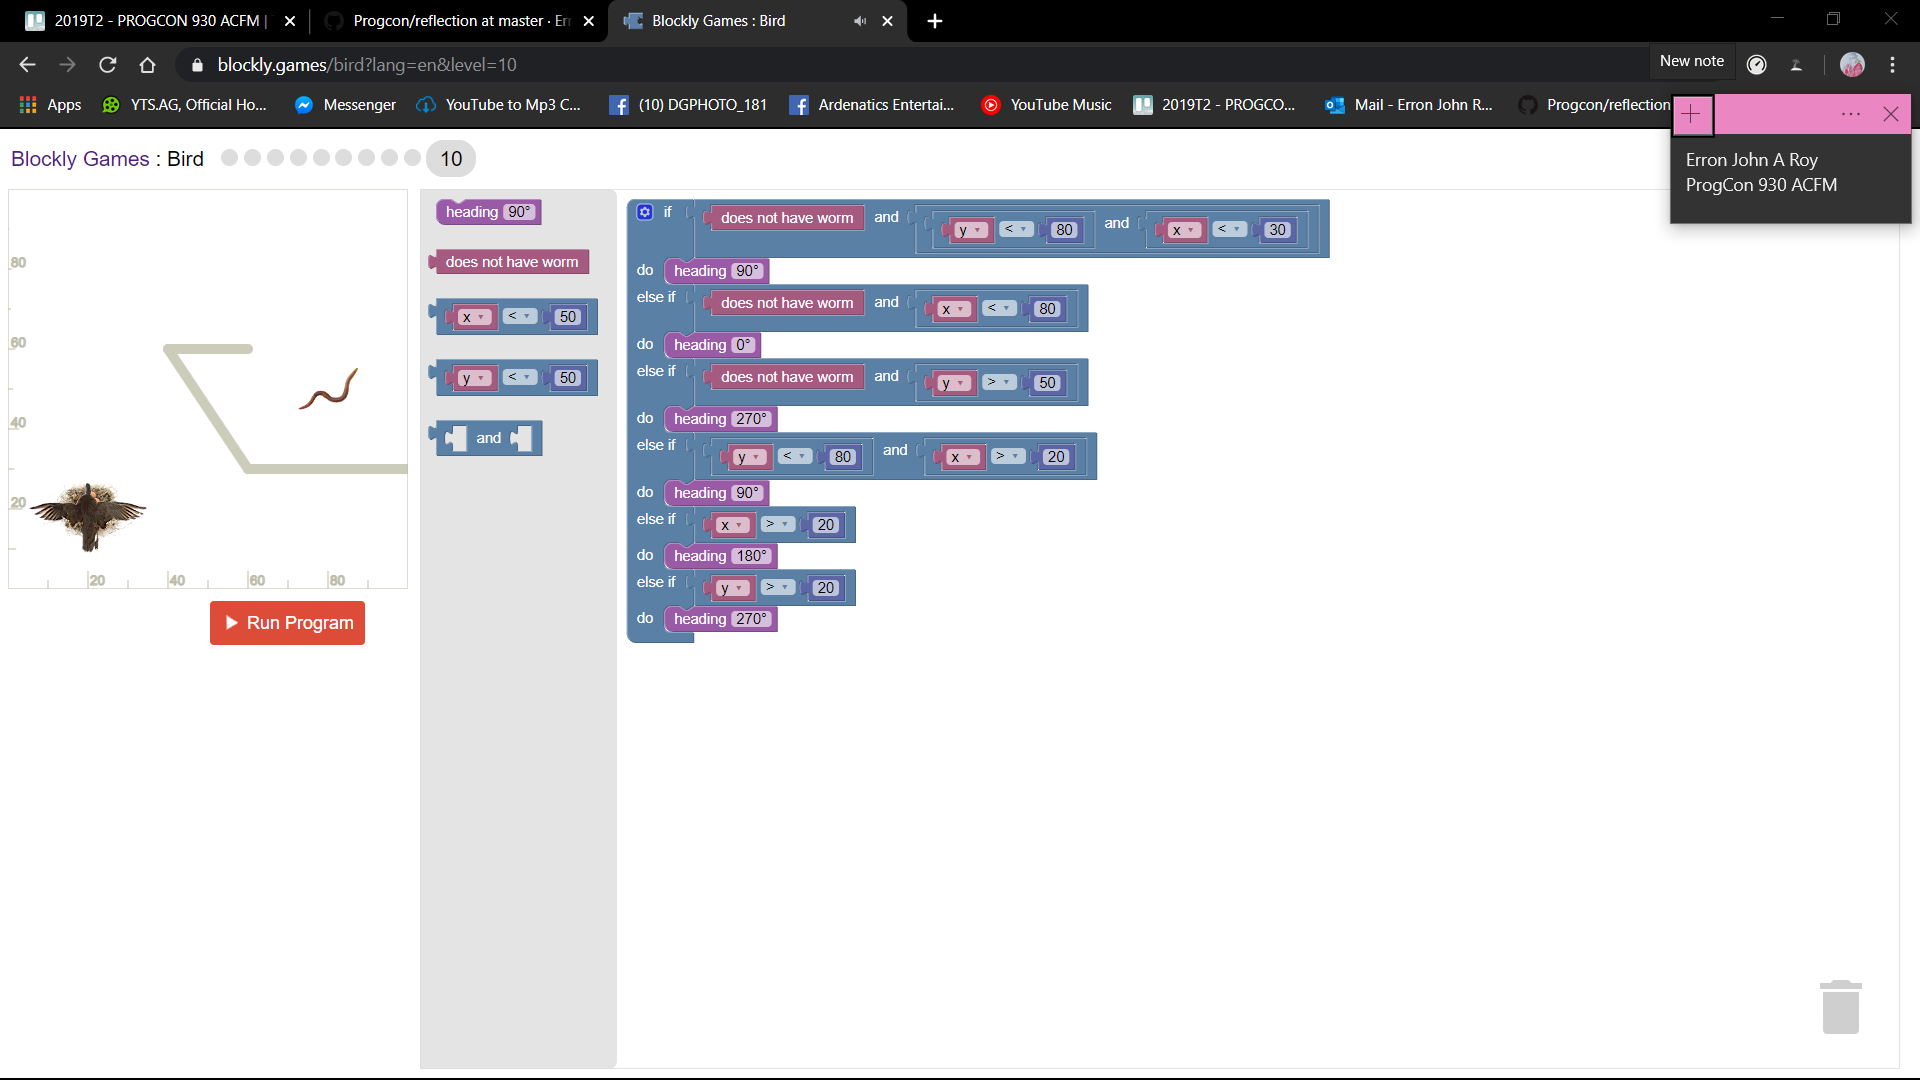 2019T2 - PROGCON 930 ACFM |
Progcon/reflection at master · Er
Blockly Games : Bird
blockly.games/bird?lang=en&level=10
New note
Apps
YTS.AG, Official Ho...
Messenger
YouTube to Mp3 C...
(10) DGPHOTO_181
Ardenatics Entertai...
YouTube Music
2019T2 - PROGCO...
Mail - Erron John R...
Progcon/reflection
Erron John A Roy
ProgCon 930 ACFM
Blockly Games : Bird 10
80
60
40
20
20 40 60 80
Run Program
heading 90°
does not have worm
x < 50
y < 50
and
if does not have worm and y < 80 and x < 30
do heading 90°
else if does not have worm and x < 80
do heading 0°
else if does not have worm and y > 50
do heading 270°
else if y < 80 and x > 20
do heading 90°
else if x > 20
do heading 180°
else if y > 20
do heading 270°